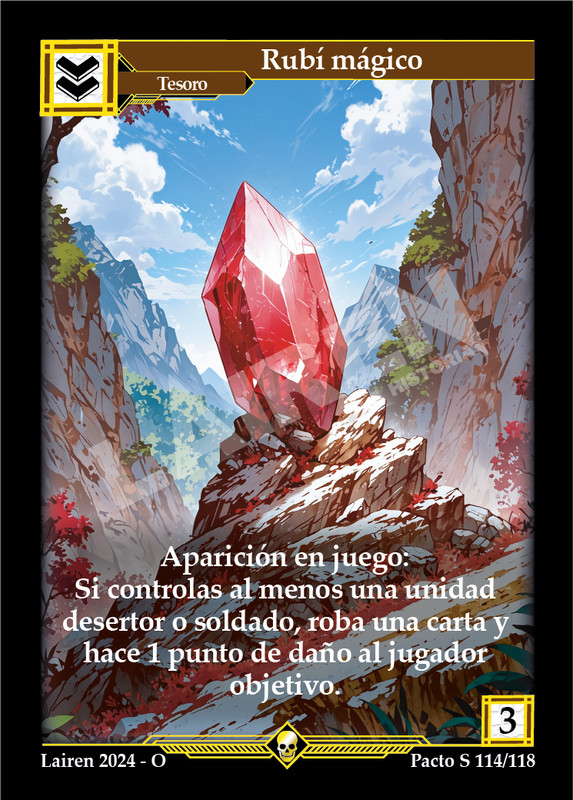 Rubí mágico
Tesoro
HISTORIAS
Aparición en juego:
Si controlas al menos una unidad
desertor o soldado, roba una carta y
hace 1 punto de daño al jugador
objetivo.
3
Lairen 2024 - O
Pacto S 114/118